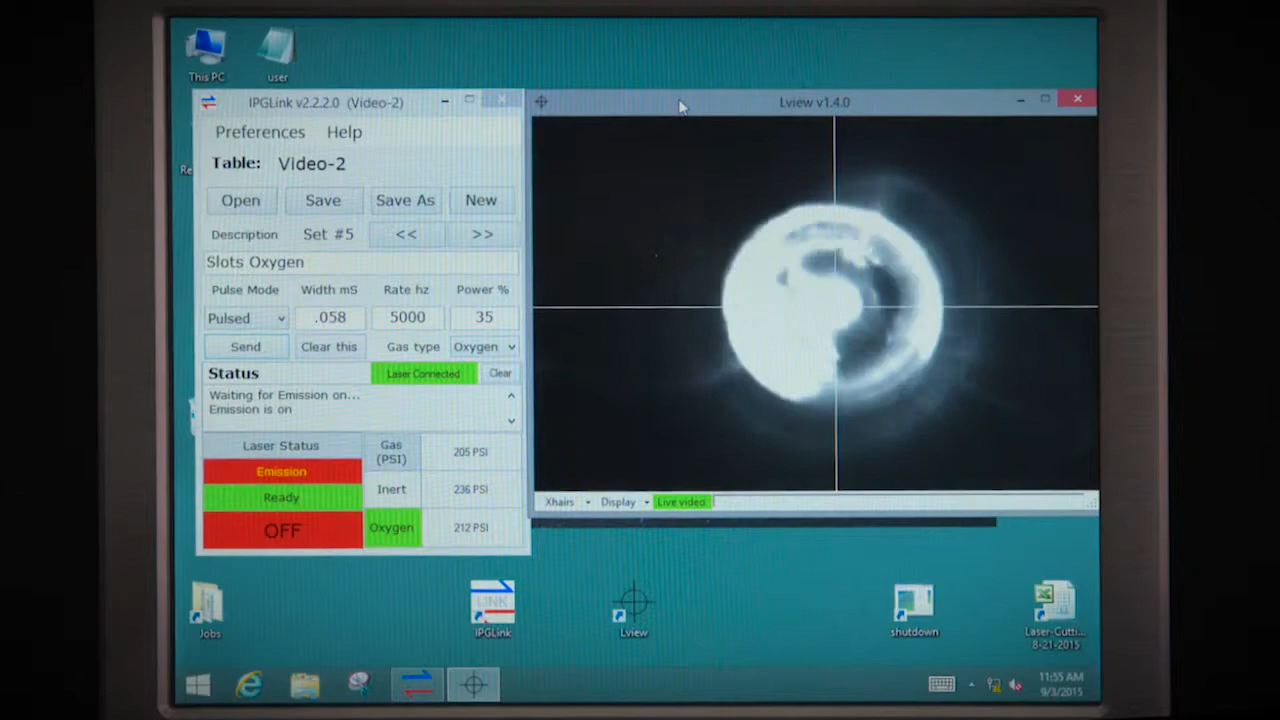 This PC
user
IPGLink v2.2.2.0 (Video-2)
Lview v1.4.0
Preferences Help
Table: Video-2
Re
Open Save Save As New
Description Set #5 << >>
Slots Oxygen
Pulse Mode Width mS Rate hz Power %
Pulsed .058 5000 35
Send Clear this Gas type Oxygen
Status Laser Connected Clear
Waiting for Emission on...
Emission is on
Laser Status Gas (PSI) 205 PSI
Emission
Ready Inert 236 PSI
OFF Oxygen 212 PSI
Xhairs Display Live video
LINK
Jobs
IPGLink
Lview
shutdown
Laser-Cutti...
8-21-2015
11:55 AM
9/3/2015